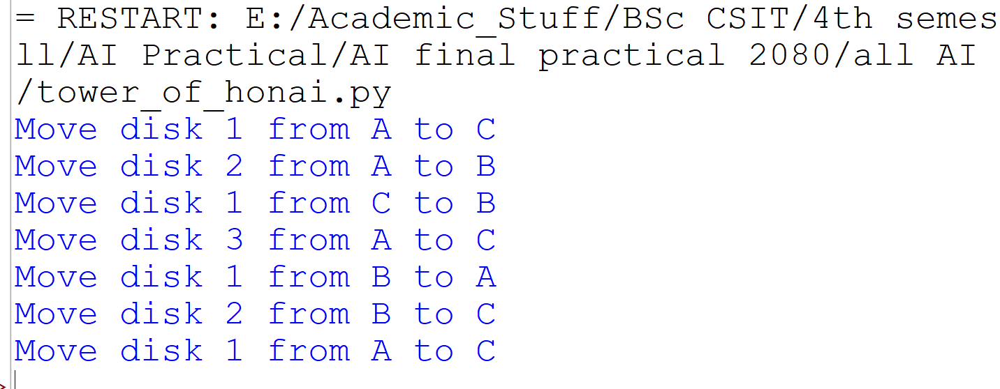 = RESTART: E:/Academic_Stuff/BSc CSIT/4th semes
ll/AI Practical/AI final practical 2080/all AI
/tower_of_honai.py
Move disk 1 from A to C
Move disk 2 from A to B
Move disk 1 from C to B
Move disk 3 from A to C
Move disk 1 from B to A
Move disk 2 from B to C
Move disk 1 from A to C